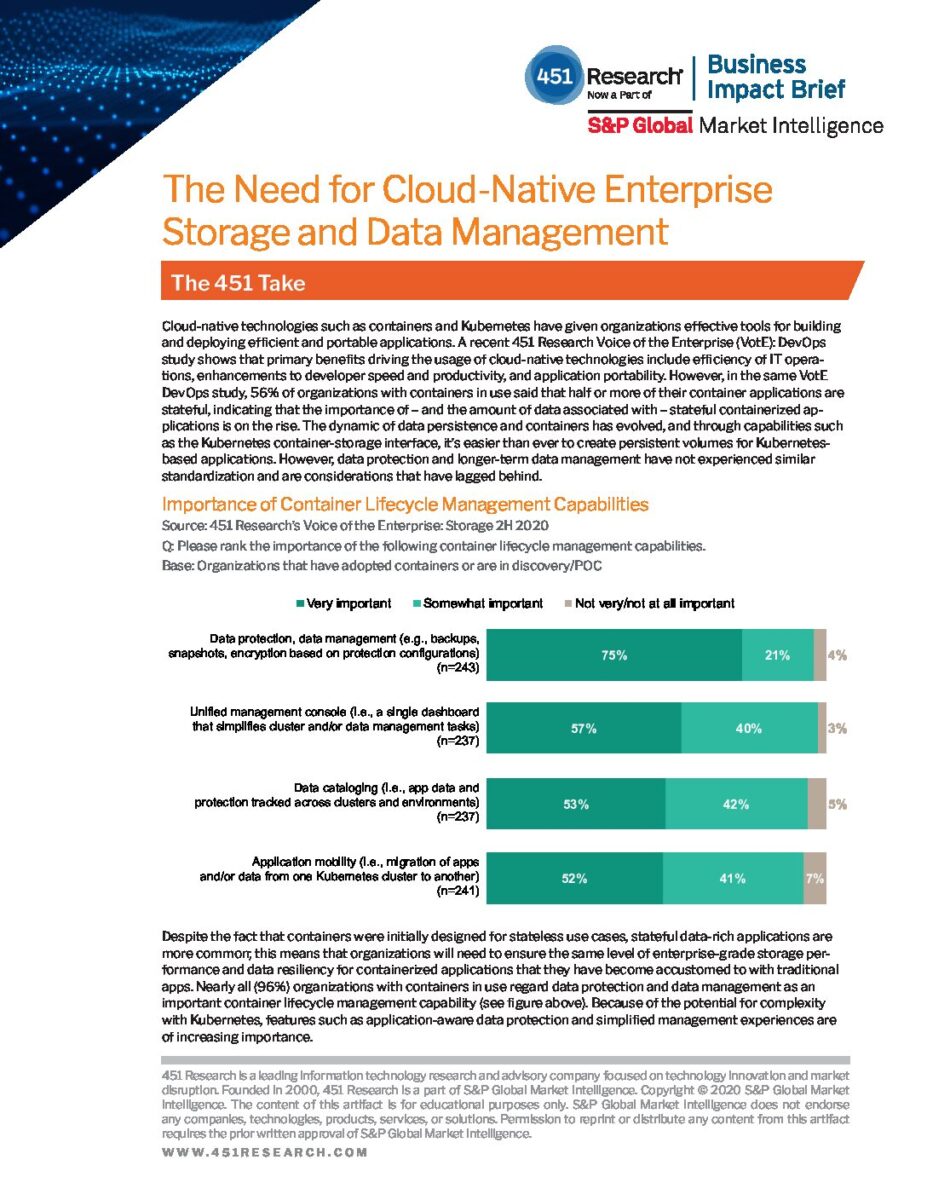 451 Research®
Now a Part of
S&P Global Market Intelligence
Business
Impact Brief
The Need for Cloud-Native Enterprise
Storage and Data Management
The 451 Take
Cloud-native technologies such as containers and Kubernetes have given organizations effective tools for building
and deploying efficient and portable applications. A recent 451 Research Voice of the Enterprise (VotE): DevOps
study shows that primary benefits driving the usage of cloud-native technologies include efficiency of IT opera-
tions, enhancements to developer speed and productivity, and application portability. However, in the same VotE
DevOps study, 56% of organizations with containers in use said that half or more of their container applications are
stateful, indicating that the importance of – and the amount of data associated with – stateful containerized ap-
plications is on the rise. The dynamic of data persistence and containers has evolved, and through capabilities such
as the Kubernetes container-storage interface, it's easier than ever to create persistent volumes for Kubernetes-
based applications. However, data protection and longer-term data management have not experienced similar
standardization and are considerations that have lagged behind.
Importance of Container Lifecycle Management Capabilities
Source: 451 Research's Voice of the Enterprise: Storage 2H 2020
Q: Please rank the importance of the following container lifecycle management capabilities.
Base: Organizations that have adopted containers or are in discovery/POC
Very important Somewhat important Not very/not at all important
Data protection, data management (e.g., backups,
snapshots, encryption based on protection configurations)
(n=243)
75% 21% 4%
Unified management console (i.e., a single dashboard
that simplifies cluster and/or data management tasks)
(n=237)
57% 40% 3%
Data cataloging (i.e., app data and
protection tracked across clusters and environments)
(n=237)
53% 42% 5%
Application mobility (i.e., migration of apps
and/or data from one Kubernetes cluster to another)
(n=241)
52% 41% 7%
Despite the fact that containers were initially designed for stateless use cases, stateful data-rich applications are
more common; this means that organizations will need to ensure the same level of enterprise-grade storage per-
formance and data resiliency for containerized applications that they have become accustomed to with traditional
apps. Nearly all (96%) organizations with containers in use regard data protection and data management as an
important container lifecycle management capability (see figure above). Because of the potential for complexity
with Kubernetes, features such as application-aware data protection and simplified management experiences are
of increasing importance.
451 Research is a leading information technology research and advisory company focused on technology innovation and market
disruption. Founded in 2000, 451 Research is a part of S&P Global Market Intelligence. Copyright © 2020 S&P Global Market
Intelligence. The content of this artifact is for educational purposes only. S&P Global Market Intelligence does not endorse
any companies, technologies, products, services, or solutions. Permission to reprint or distribute any content from this artifact
requires the prior written approval of S&P Global Market Intelligence.
WWW.451RESEARCH.COM